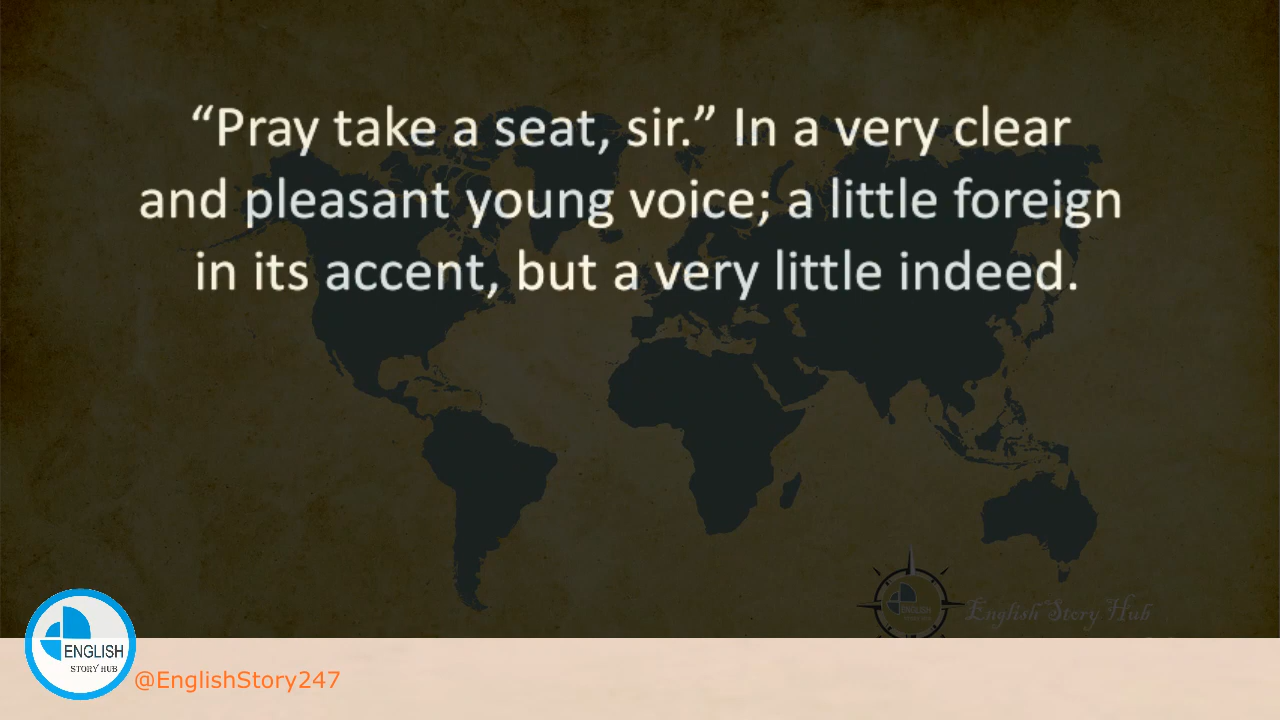 “Pray take a seat, sir.” In a very clear
and pleasant young voice; a little foreign
in its accent, but a very little indeed.
English Story Hub
ENGLISH
STORY HUB
@EnglishStory247